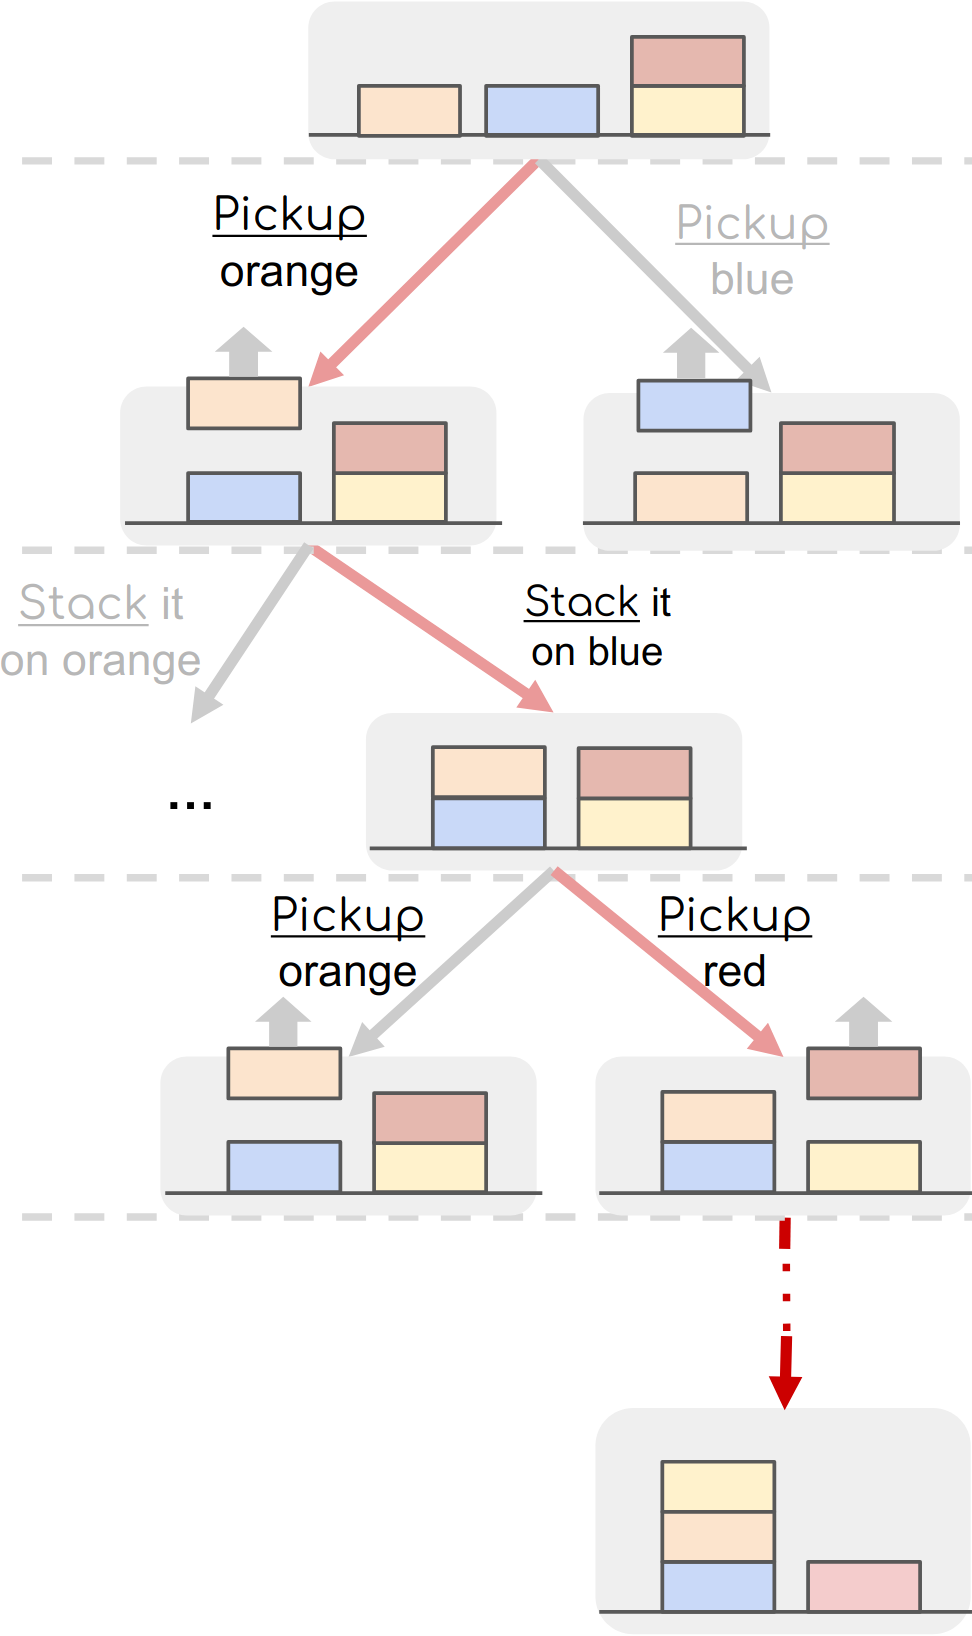 Pickup
orange
Pickup
blue
Stack it
on orange
Stack it
on blue
...
Pickup
orange
Pickup
red